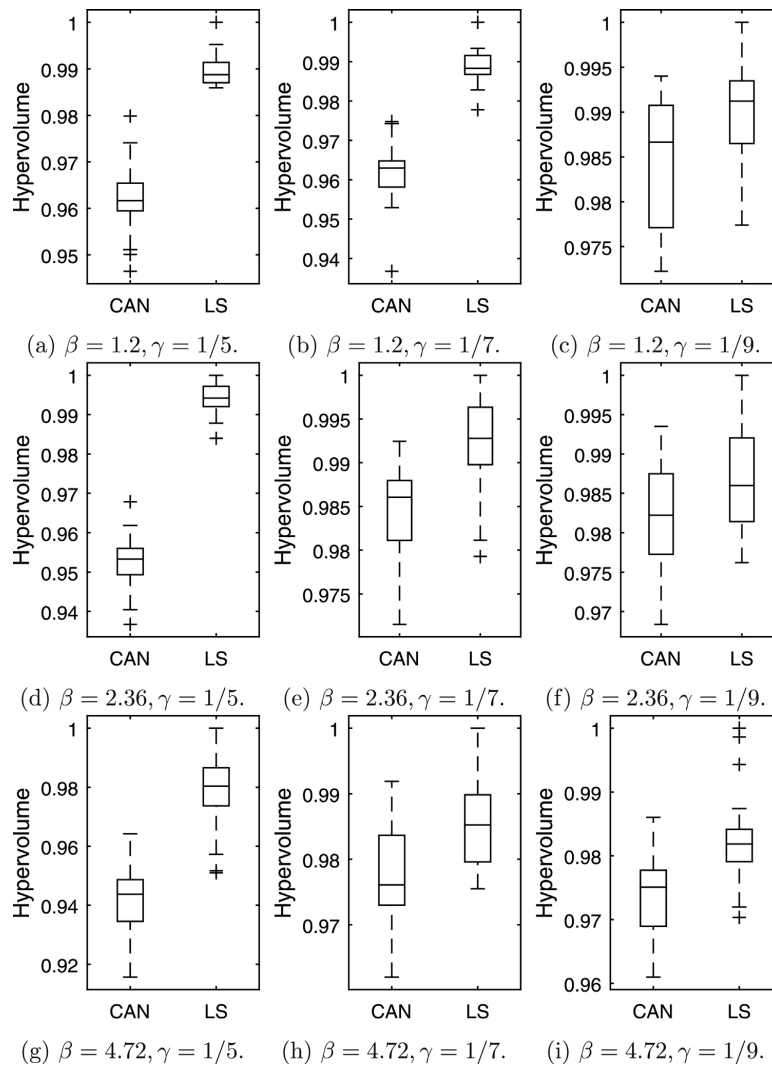 Hypervolume
1
0.99
0.98
0.97
0.96
0.95
CAN LS
(a) β = 1.2, γ = 1/5.
Hypervolume
1
0.99
0.98
0.97
0.96
0.95
0.94
CAN LS
(b) β = 1.2, γ = 1/7.
Hypervolume
1
0.995
0.99
0.985
0.98
0.975
CAN LS
(c) β = 1.2, γ = 1/9.
Hypervolume
1
0.99
0.98
0.97
0.96
0.95
0.94
CAN LS
(d) β = 2.36, γ = 1/5.
Hypervolume
1
0.995
0.99
0.985
0.98
0.975
CAN LS
(e) β = 2.36, γ = 1/7.
Hypervolume
1
0.995
0.99
0.985
0.98
0.975
0.97
CAN LS
(f) β = 2.36, γ = 1/9.
Hypervolume
1
0.98
0.96
0.94
0.92
CAN LS
(g) β = 4.72, γ = 1/5.
Hypervolume
1
0.99
0.98
0.97
CAN LS
(h) β = 4.72, γ = 1/7.
Hypervolume
1
0.99
0.98
0.97
0.96
CAN LS
(i) β = 4.72, γ = 1/9.